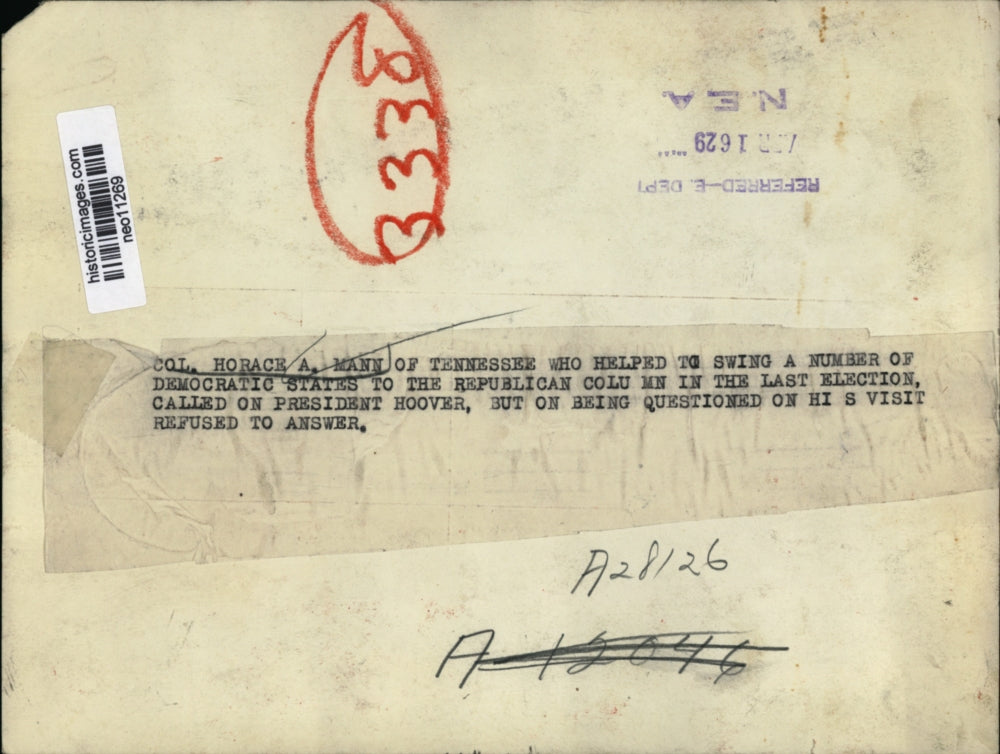 3338
N.E.A.
APR 16 29
REFERRED—E. DEPT
historicimages.com
neo11269
COL. HORACE A. MANN OF TENNESSEE WHO HELPED TO SWING A NUMBER OF
DEMOCRATIC STATES TO THE REPUBLICAN COLU MN IN THE LAST ELECTION,
CALLED ON PRESIDENT HOOVER, BUT ON BEING QUESTIONED ON HI S VISIT
REFUSED TO ANSWER.
A28126
A 12046